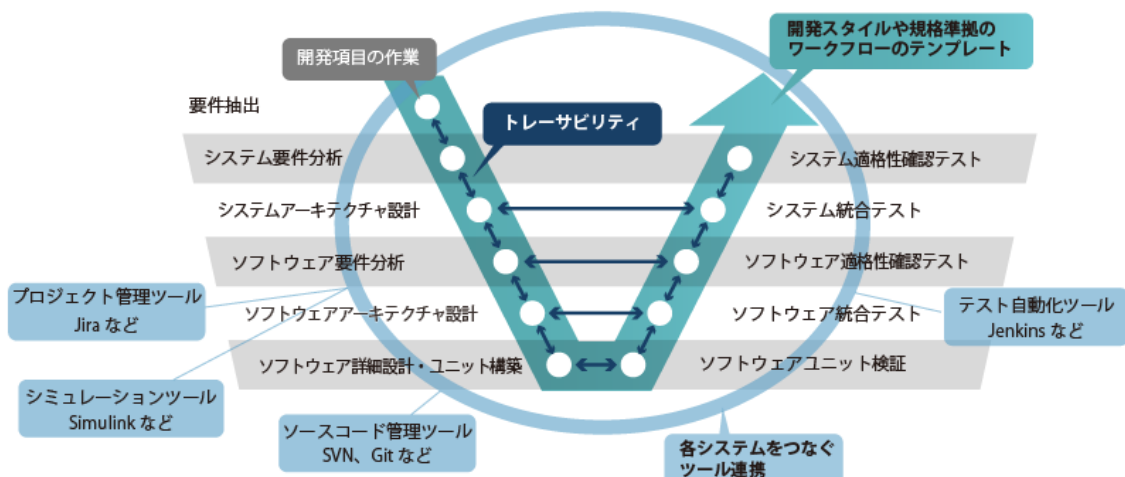 開発スタイルや規格準拠の
ワークフローのテンプレート
開発項目の作業
要件抽出
トレーサビリティ
システム要件分析
システム適格性確認テスト
システムアーキテクチャ設計
システム統合テスト
ソフトウェア要件分析
ソフトウェア適格性確認テスト
プロジェクト管理ツール
Jira など
ソフトウェアアーキテクチャ設計
ソフトウェア統合テスト
テスト自動化ツール
Jenkins など
ソフトウェア詳細設計・ユニット構築
ソフトウェアユニット検証
シミュレーションツール
Simulink など
ソースコード管理ツール
SVN、Git など
各システムをつなぐ
ツール連携